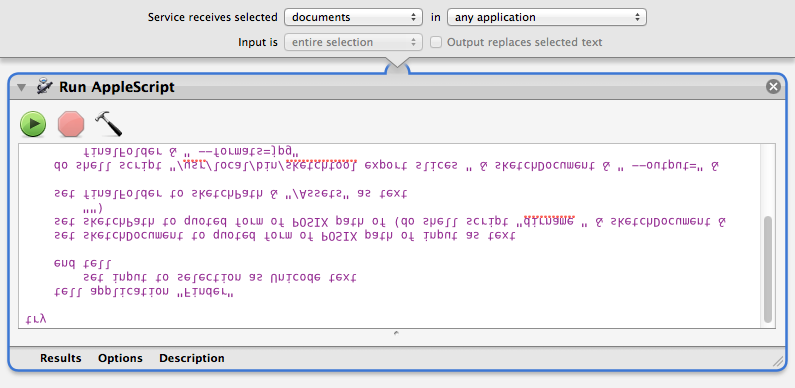 Service receives selected documents in any application
Input is entire selection Output replaces selected text
Run AppleScript
try
tell application "Finder"
set input to selection as Unicode text
end tell
set sketchDocument to quoted form of POSIX path of input as text
set sketchPath to quoted form of POSIX path of (do shell script "dirname " & sketchDocument &
"")
set finalFolder to sketchPath & "/Assets" as text
do shell script "/usr/local/bin/sketchtool export slices " & sketchDocument & " --output=" &
finalFolder & " --formats=jpg"
Results Options Description